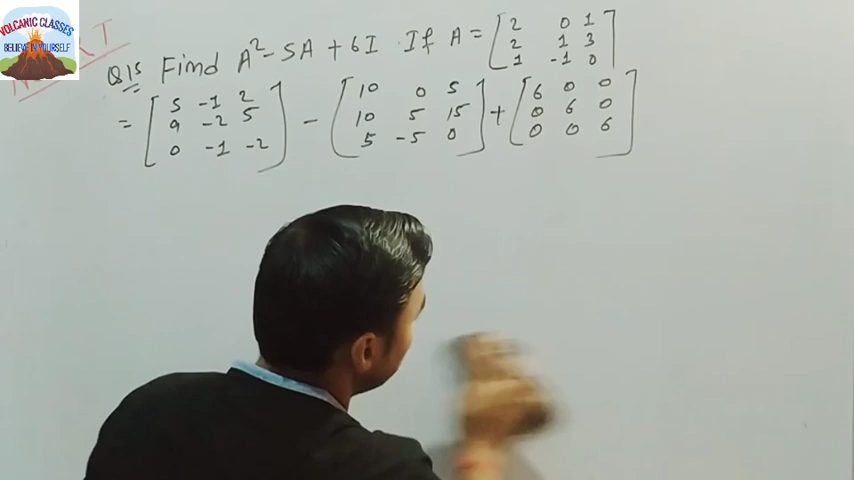 VOLCANIC CLASSES
BELIEVE IN YOURSELF
Q15 Find A² - 5A + 6I . If A = [2 0 1
2 1 3
1 -1 0]
= [5 -1 2
9 -2 5
0 -1 -2] - [10 0 5
10 5 15
5 -5 0] + [6 0 0
0 6 0
0 0 6]